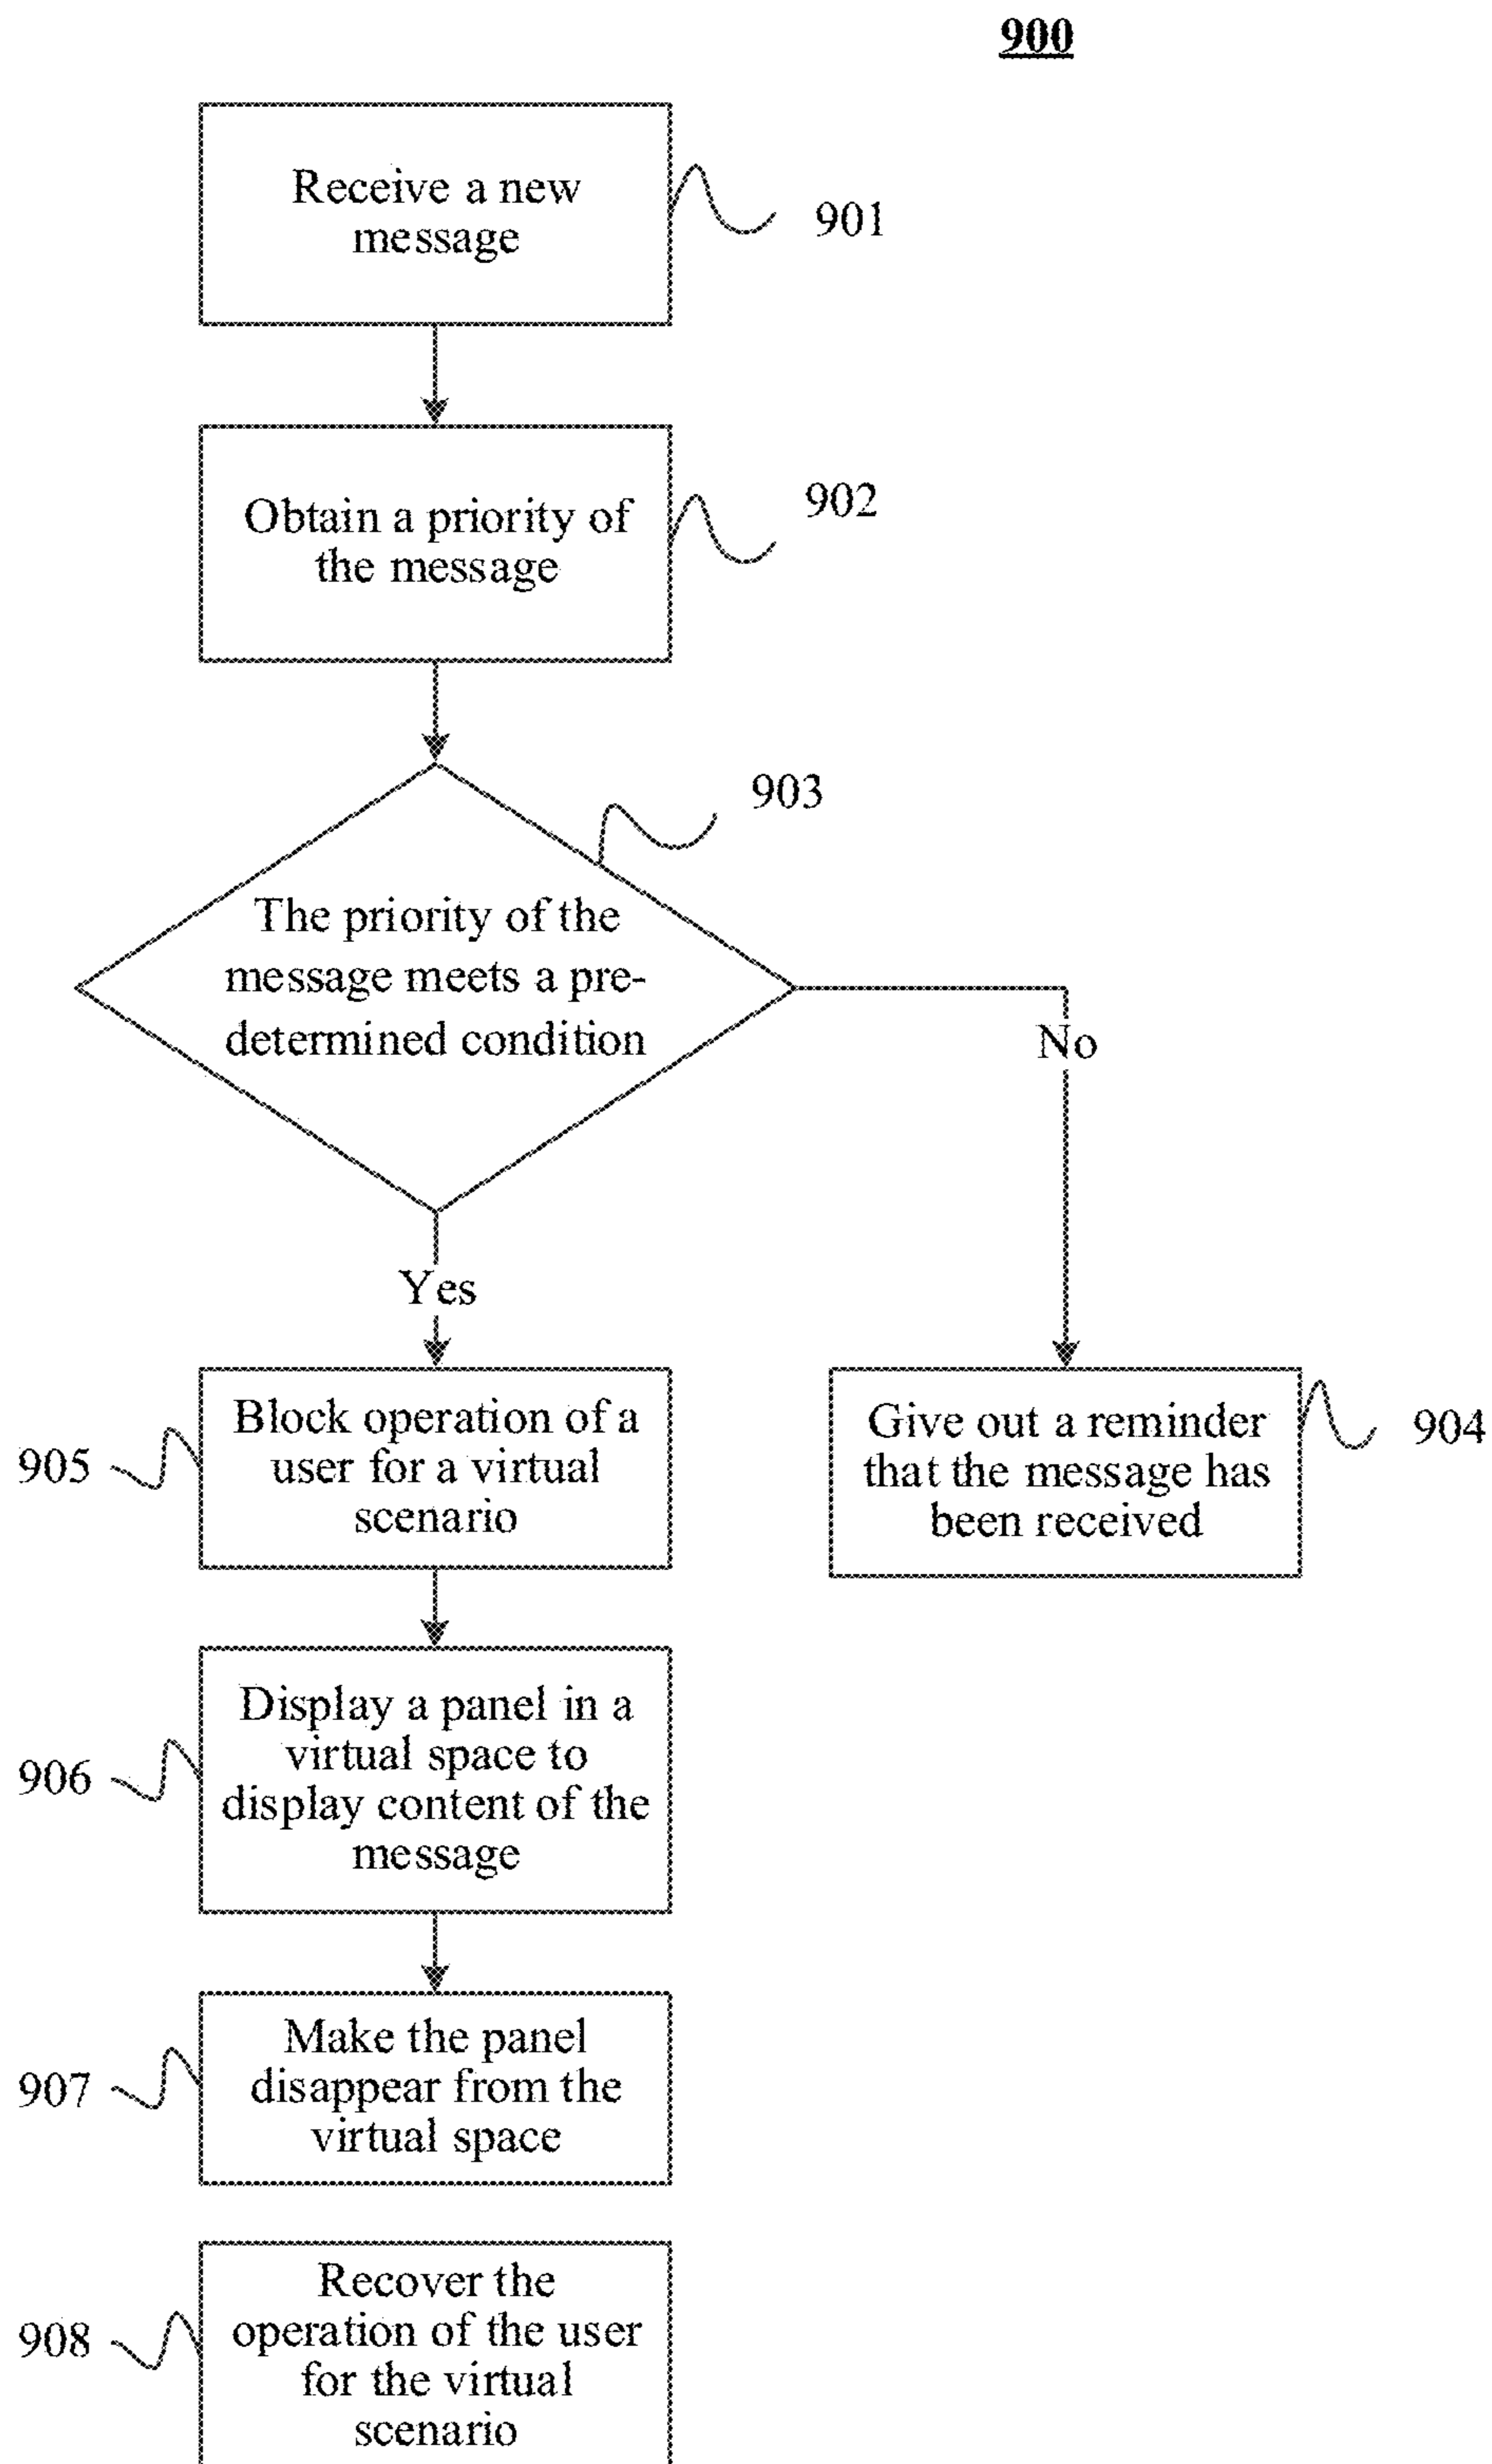 900
Receive a new
message
901
Obtain a priority of
the message
902
903
The priority of the
message meets a pre-
determined condition
No
Yes
905
Block operation of a
user for a virtual
scenario
Give out a reminder
that the message has
been received
904
906
Display a panel in a
virtual space to
display content of the
message
907
Make the panel
disappear from the
virtual space
908
Recover the
operation of the user
for the virtual
scenario